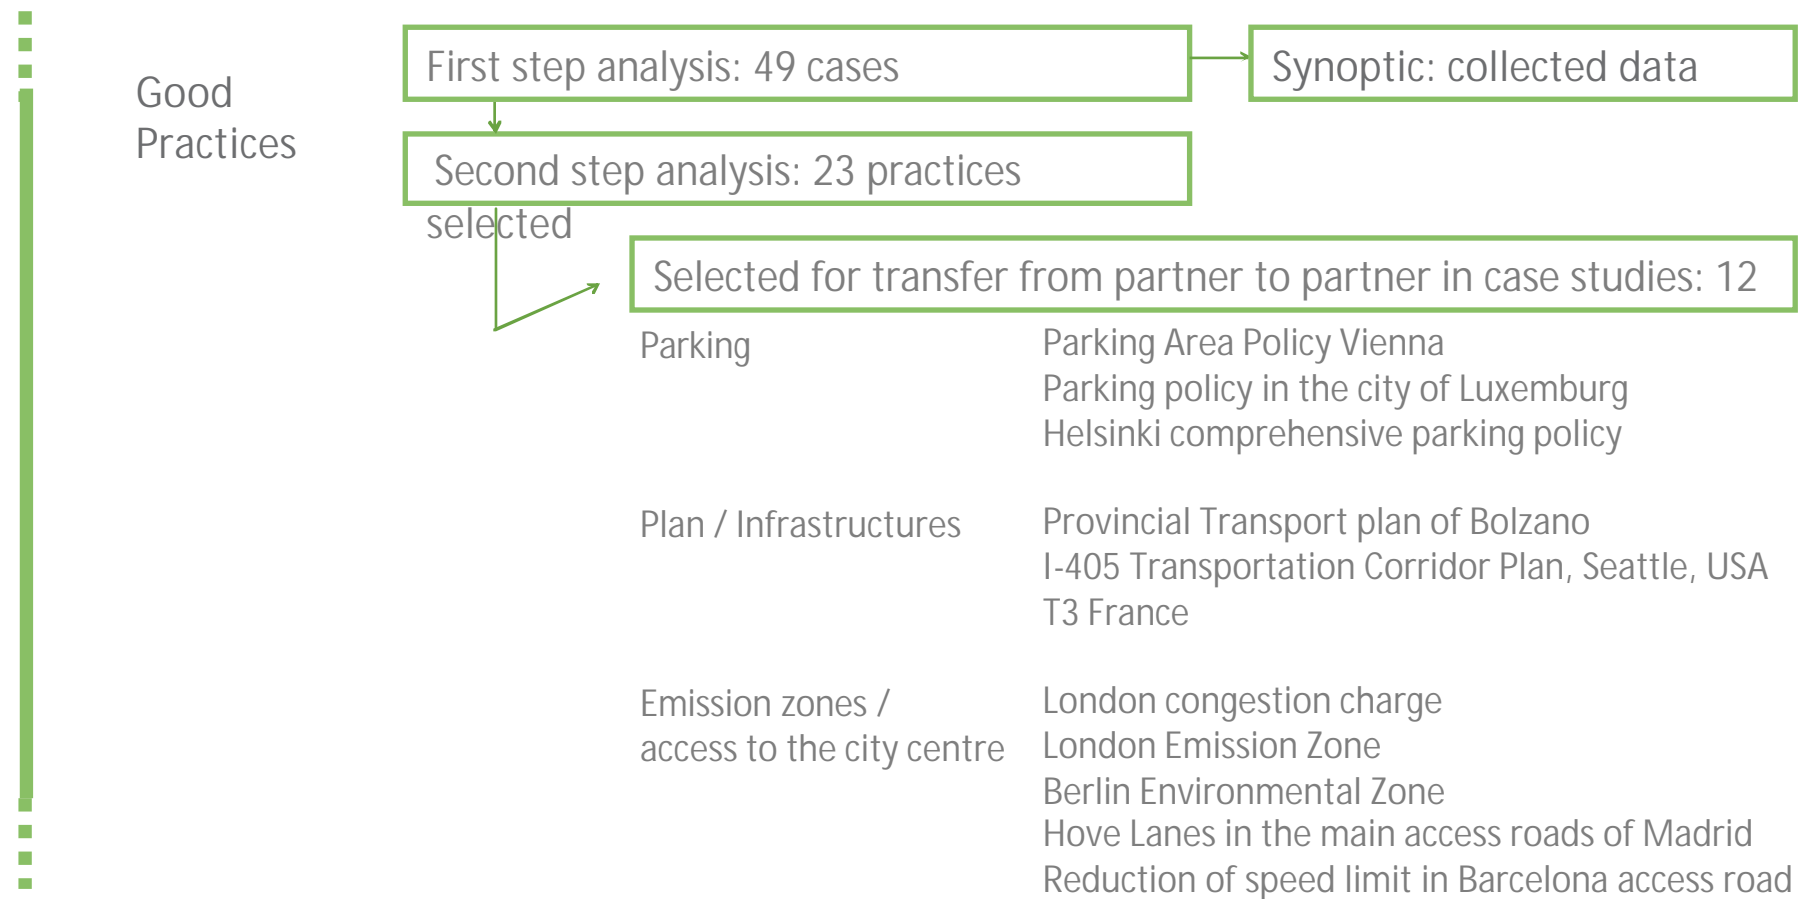 Good
Practices
First step analysis: 49 cases
Synoptic: collected data
Second step analysis: 23 practices
selected
Selected for transfer from partner to partner in case studies: 12
Parking
Parking Area Policy Vienna
Parking policy in the city of Luxemburg
Helsinki comprehensive parking policy
Plan / Infrastructures
Provincial Transport plan of Bolzano
I-405 Transportation Corridor Plan, Seattle, USA
T3 France
Emission zones /
access to the city centre
London congestion charge
London Emission Zone
Berlin Environmental Zone
Hove Lanes in the main access roads of Madrid
Reduction of speed limit in Barcelona access road